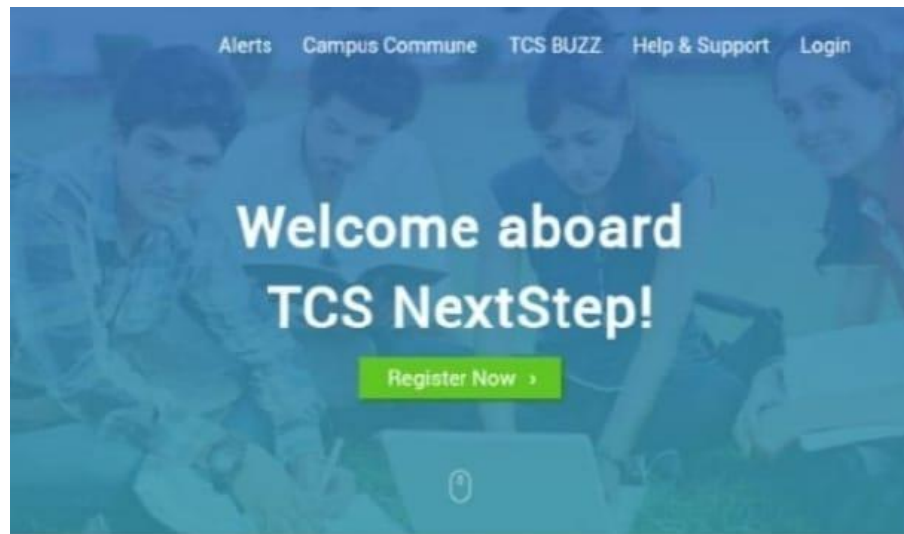 Alerts Campus Commune TCS BUZZ Help & Support Login
Welcome aboard
TCS NextStep!
Register Now ›